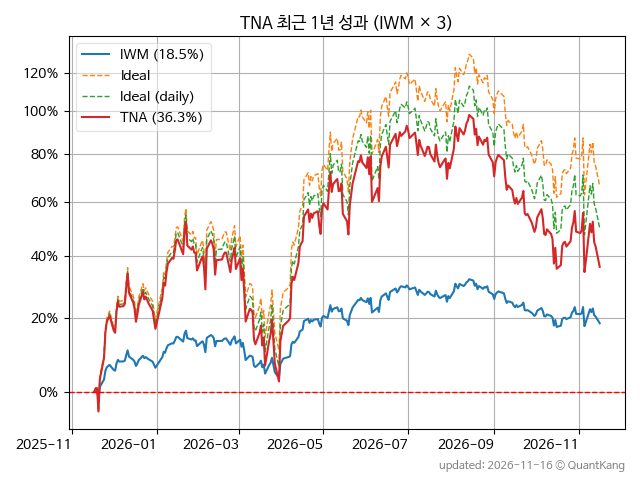 TNA 최근 1년 성과 (IWM × 3)
IWM (18.5%)
Ideal
Ideal (daily)
TNA (36.3%)
120%
100%
80%
60%
40%
20%
0%
2025-11 2026-01 2026-03 2026-05 2026-07 2026-09 2026-11
updated: 2026-11-16 © QuantKang